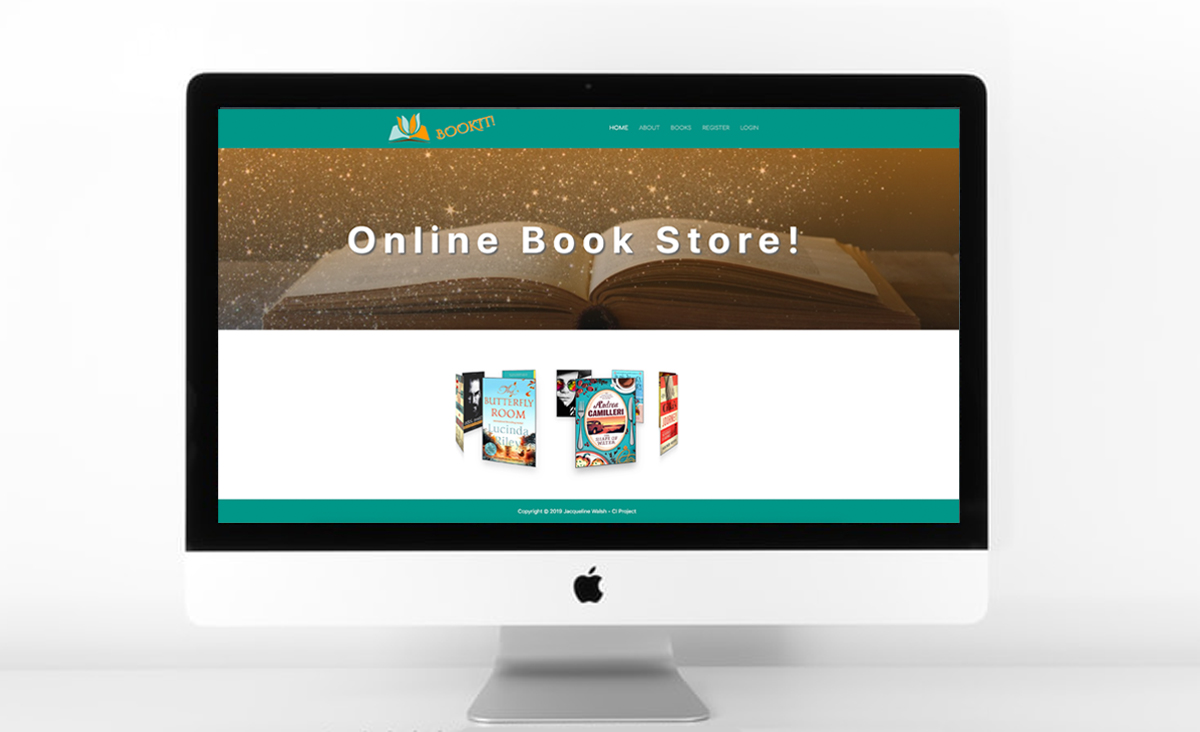 BOOKIT!
HOME ABOUT BOOKS REGISTER LOGIN
Online Book Store!
The
BUTTERFLY
ROOM
Lucinda
Riley
Andrea
CAMILLERI
THE
SAFETY OF
WATER
Copyright © 2019 Jacqueline Walsh - CI Project